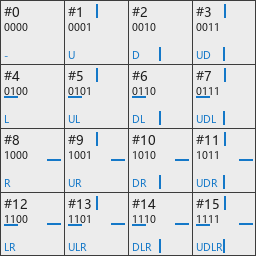 #0 #1 #2 #3
0000 0001 0010 0011
- U D UD
#4 #5 #6 #7
0100 0101 0110 0111
L UL DL UDL
#8 #9 #10 #11
1000 1001 1010 1011
R UR DR UDR
#12 #13 #14 #15
1100 1101 1110 1111
LR ULR DLR UDLR